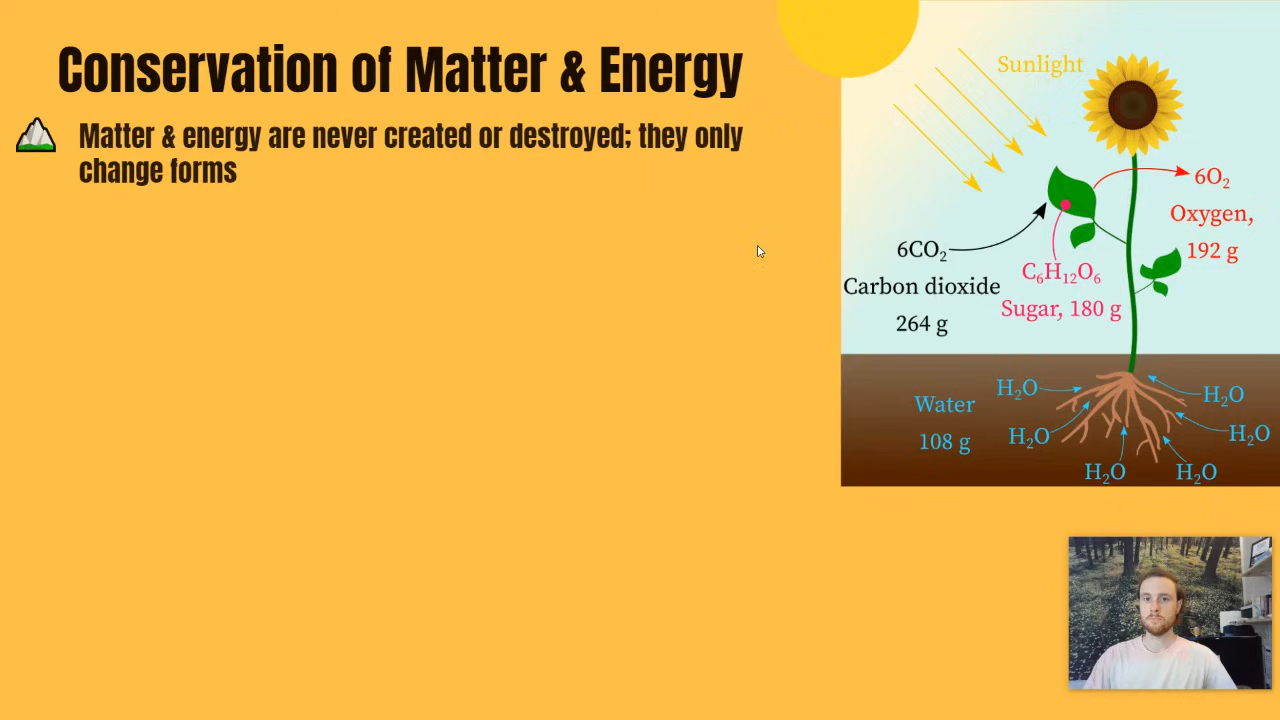 Conservation of Matter & Energy
Matter & energy are never created or destroyed; they only
change forms
Sunlight
6O₂
Oxygen,
192 g
6CO₂
Carbon dioxide
264 g
C₆H₁₂O₆
Sugar, 180 g
Water
108 g
H₂O
H₂O
H₂O
H₂O
H₂O
H₂O